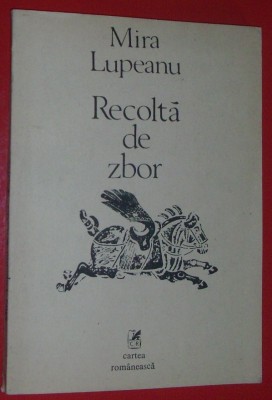 Mira
Lupeanu
Recoltă
de
zbor
cartea
românească